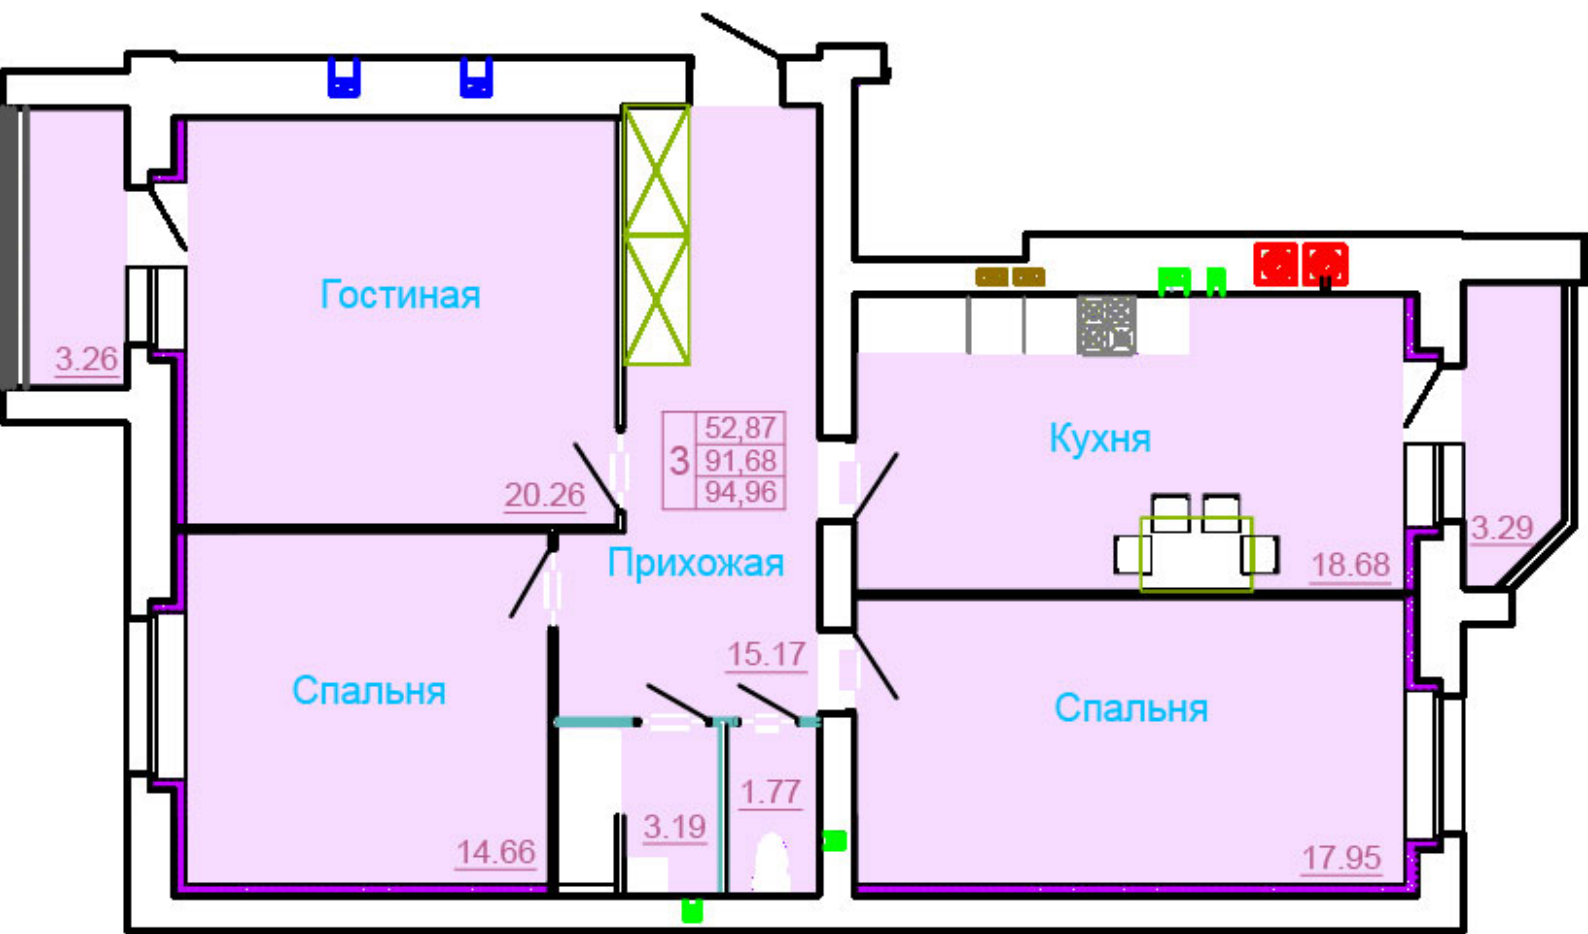 Гостиная
3.26
20.26
3
52,87
91,68
94,96
Кухня
18.68
3.29
Прихожая
15.17
Спальня
14.66
3.19
1.77
Спальня
17.95